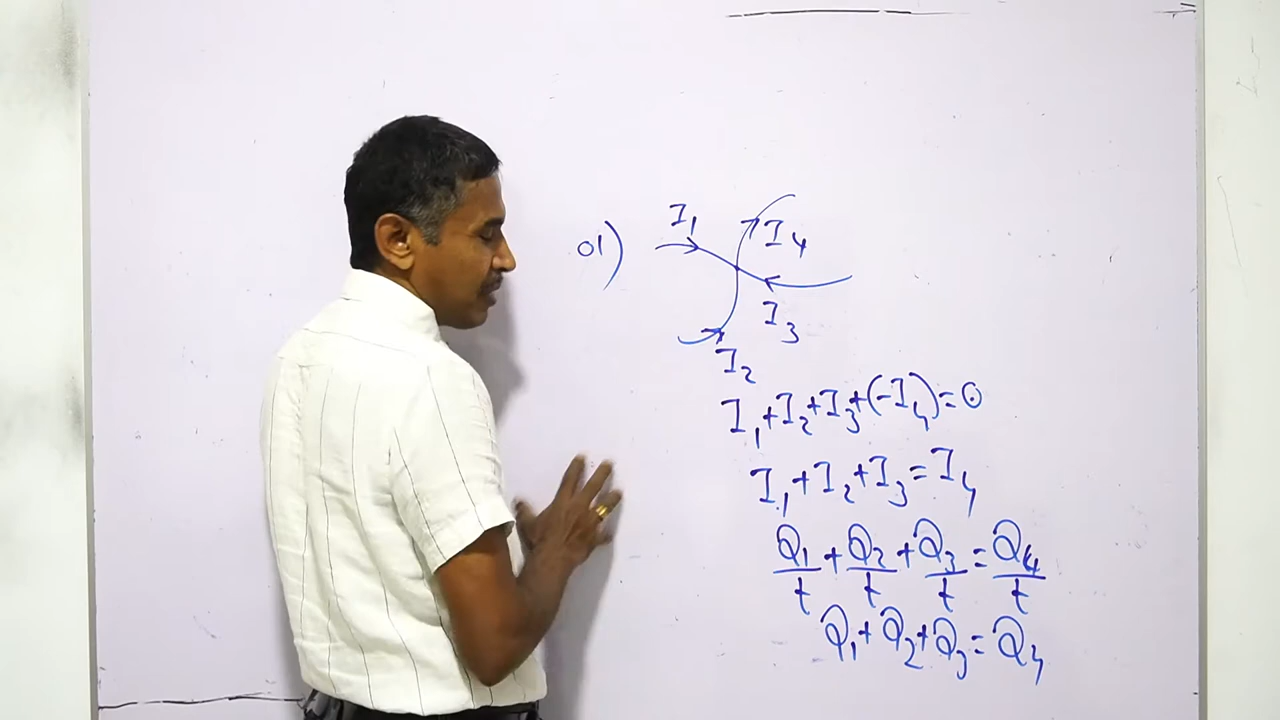 01)
I₁
I₄
I₃
I₂
I₁+I₂+I₃+(-I₄)=0
I₁+I₂+I₃=I₄
Q₁/t+Q₂/t+Q₃/t=Q₄/t
Q₁+Q₂+Q₃=Q₄